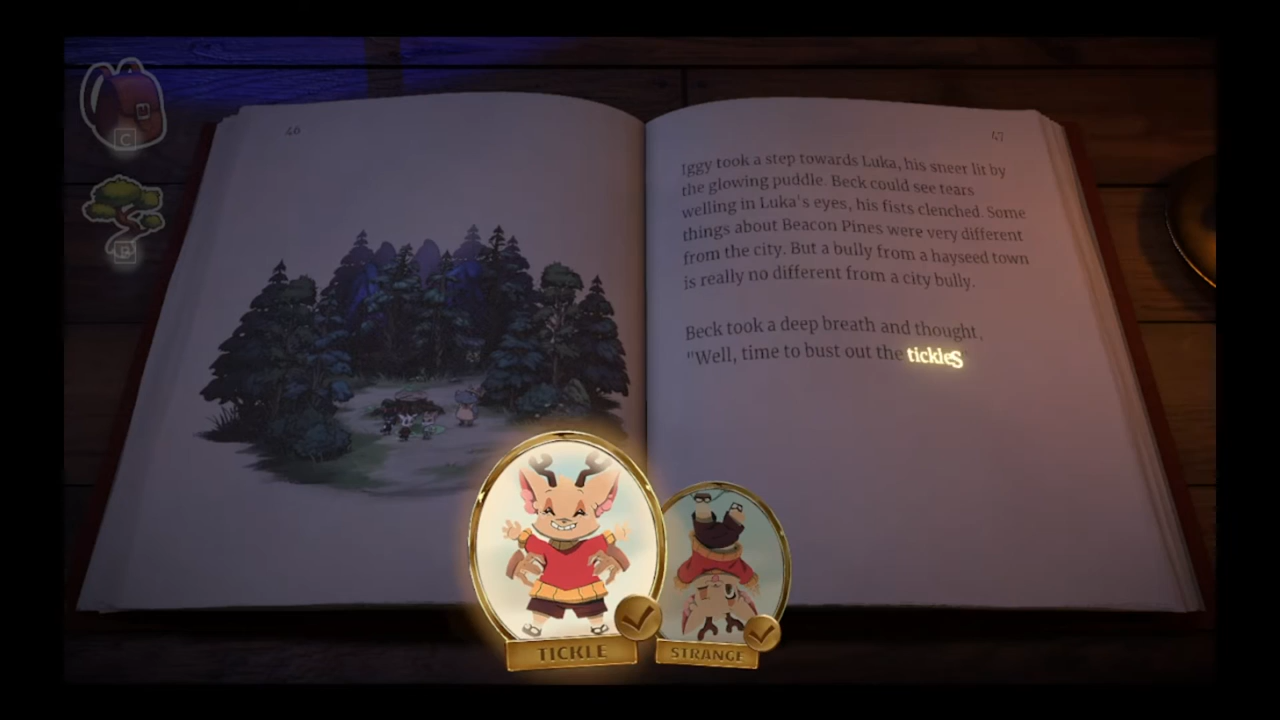 46
47
Iggy took a step towards Luka, his sneer lit by
the glowing puddle. Beck could see tears
welling in Luka's eyes, his fists clenched. Some
things about Beacon Pines were very different
from the city. But a bully from a hayseed town
is really no different from a city bully.
Beck took a deep breath and thought,
"Well, time to bust out the tickles"
C
TICKLE
STRANGE